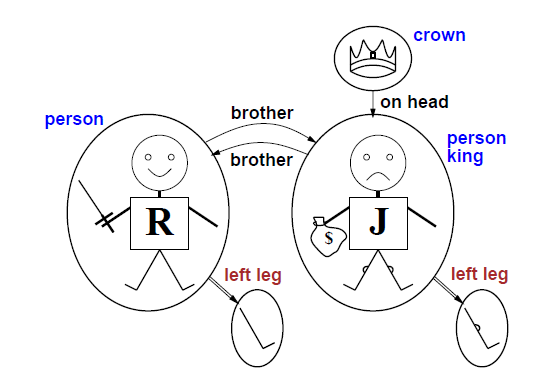 crown
on head
person
brother
brother
person
king
R
J
$
left leg
left leg